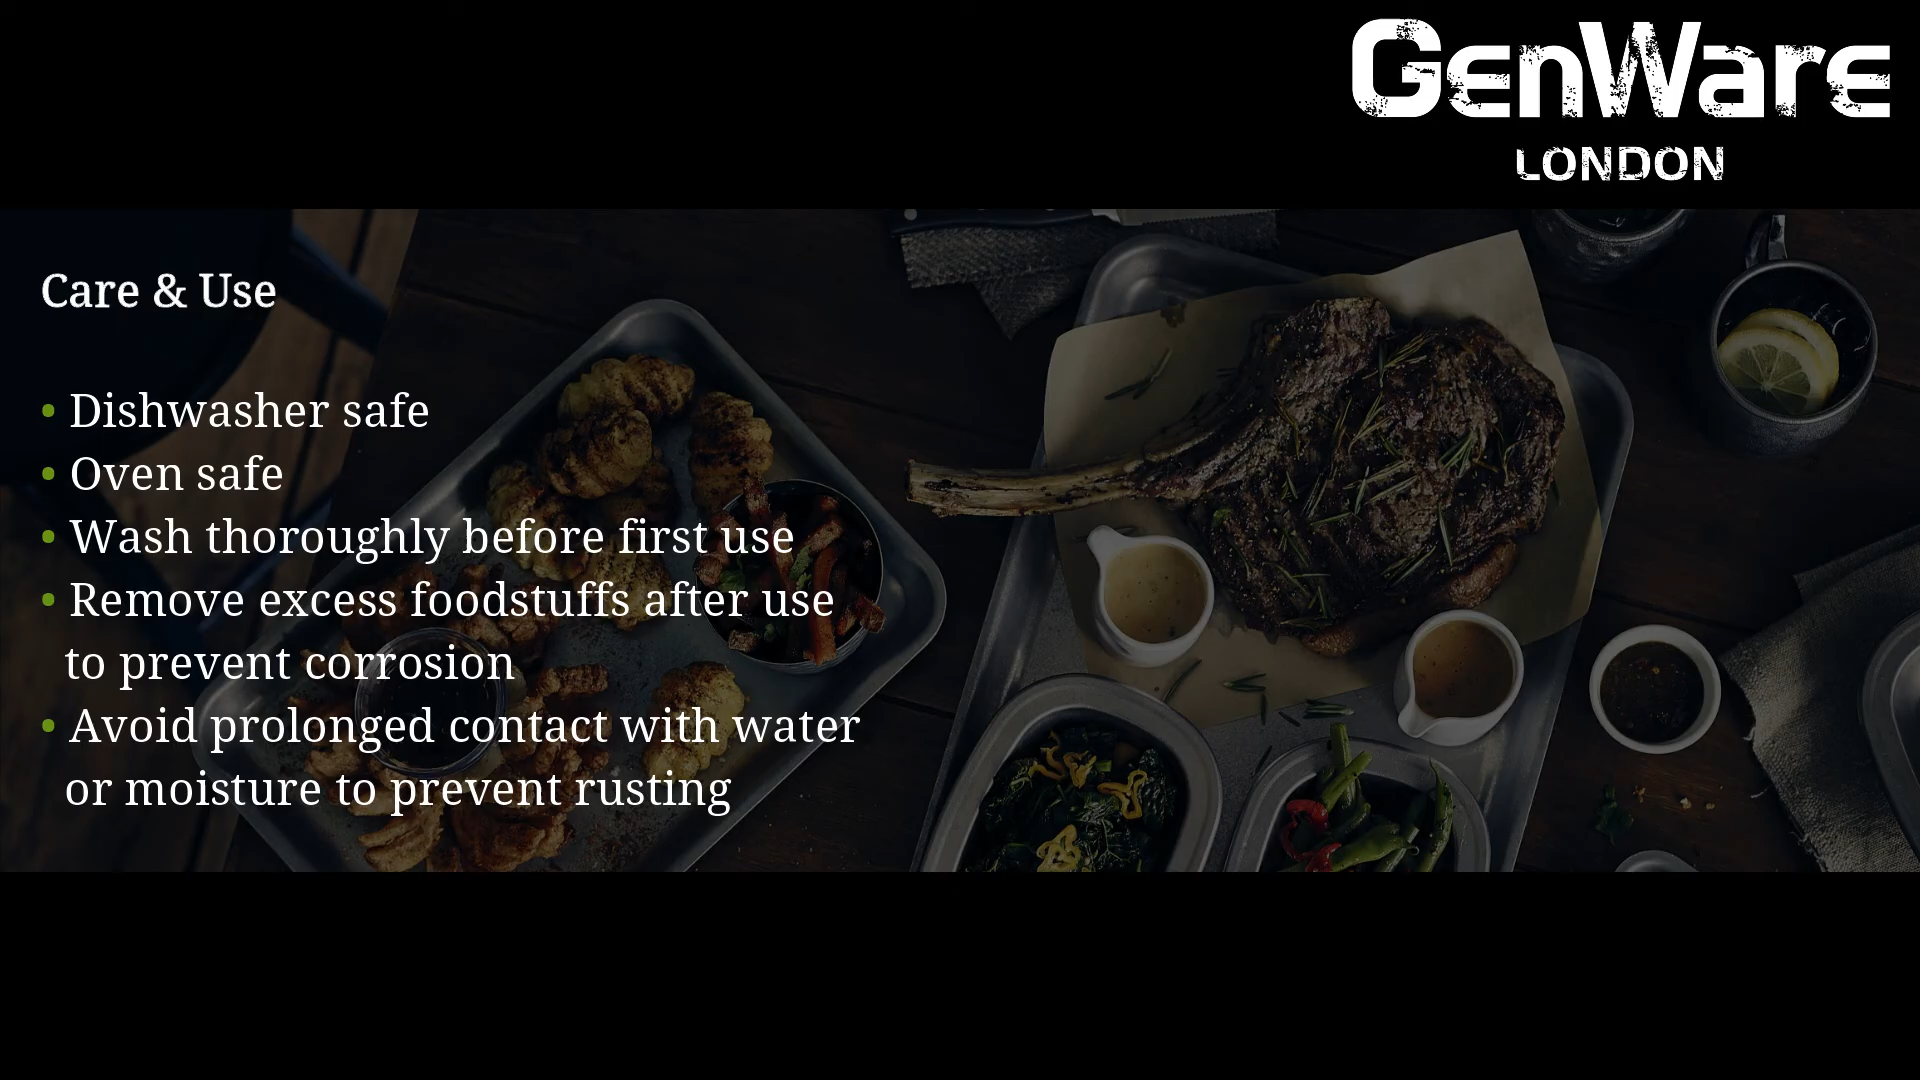 GenWare
LONDON
Care & Use
• Dishwasher safe
• Oven safe
• Wash thoroughly before first use
• Remove excess foodstuffs after use
to prevent corrosion
• Avoid prolonged contact with water
or moisture to prevent rusting